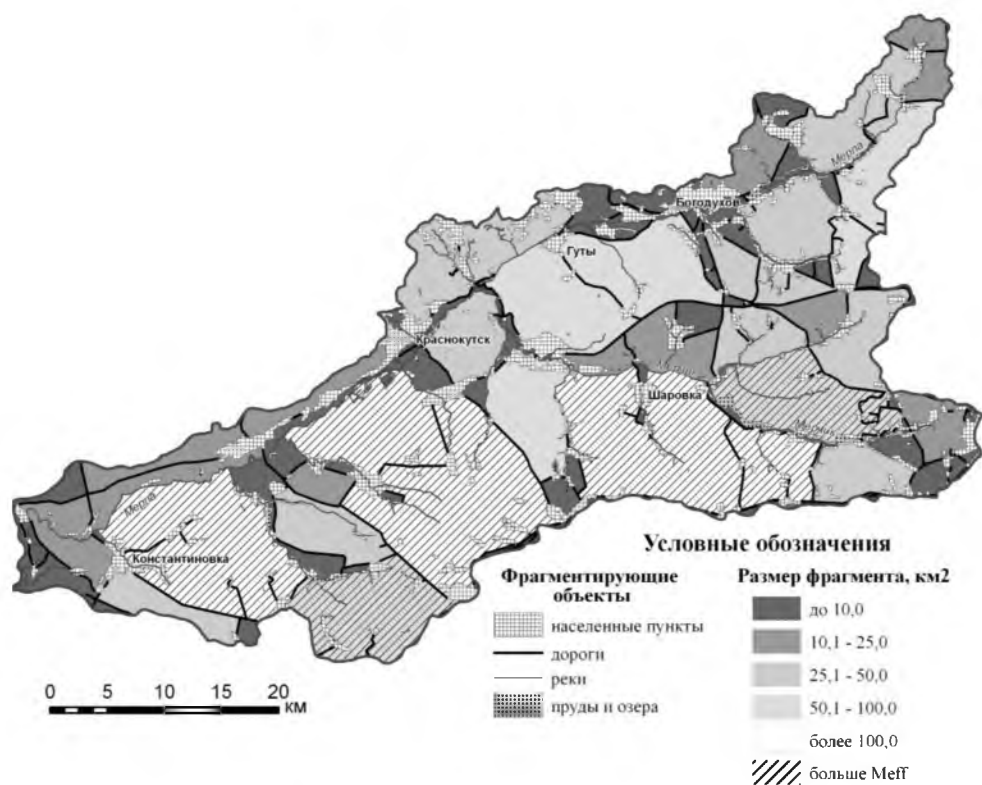 Мерла
Богодухов
Гуты
Краснокутск
Шаровка
Мерчик
Мерла
Константиновка
Условные обозначения
Фрагментирующие
объекты
населенные пункты
дороги
реки
пруды и озера
Размер фрагмента, км2
до 10,0
10,1 - 25,0
25,1 - 50,0
50,1 - 100,0
более 100,0
больше Meff
0 5 10 15 20
км